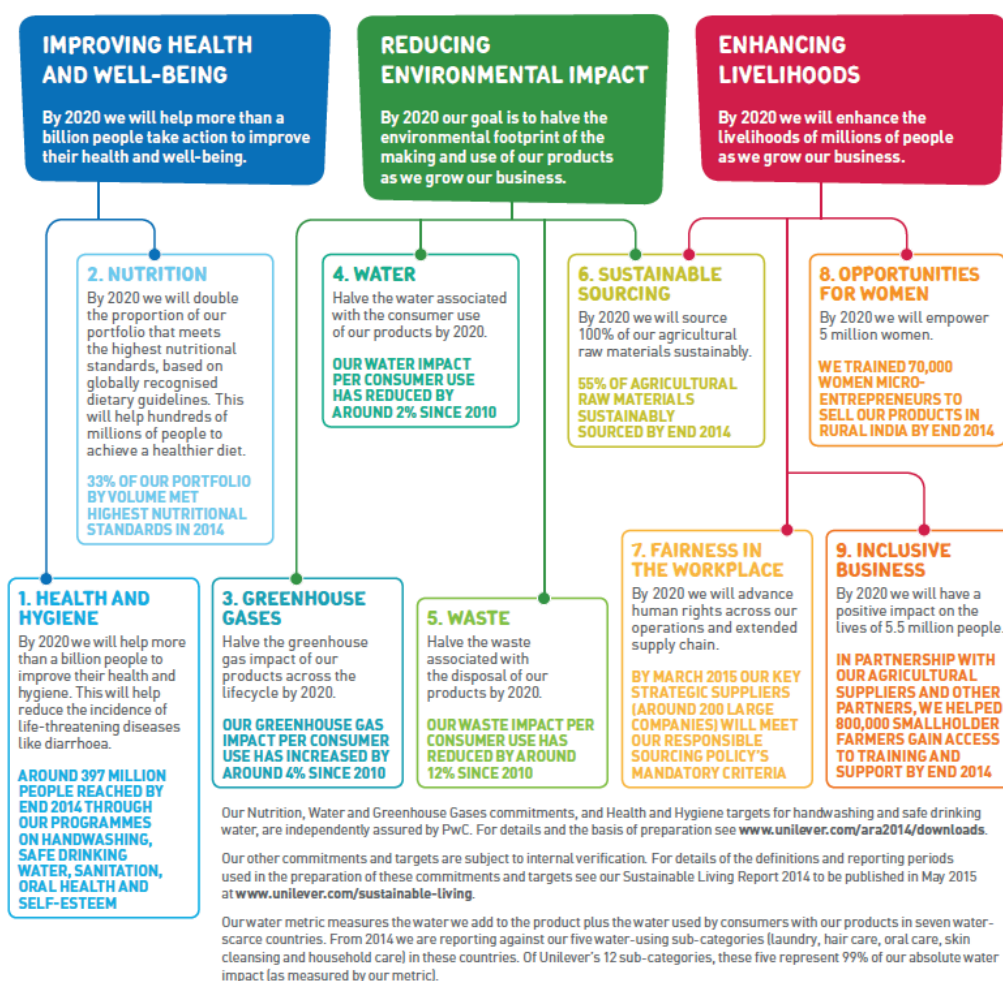 IMPROVING HEALTH
AND WELL-BEING
By 2020 we will help more than a
billion people take action to improve
their health and well-being.
REDUCING
ENVIRONMENTAL IMPACT
By 2020 our goal is to halve the
environmental footprint of the
making and use of our products
as we grow our business.
ENHANCING
LIVELIHOODS
By 2020 we will enhance the
livelihoods of millions of people
as we grow our business.
2. NUTRITION
By 2020 we will double
the proportion of our
portfolio that meets
the highest nutritional
standards, based on
globally recognised
dietary guidelines. This
will help hundreds of
millions of people to
achieve a healthier diet.
33% OF OUR PORTFOLIO
BY VOLUME MET
HIGHEST NUTRITIONAL
STANDARDS IN 2014
4. WATER
Halve the water associated
with the consumer use
of our products by 2020.
OUR WATER IMPACT
PER CONSUMER USE
HAS REDUCED BY
AROUND 2% SINCE 2010
6. SUSTAINABLE
SOURCING
By 2020 we will source
100% of our agricultural
raw materials sustainably.
55% OF AGRICULTURAL
RAW MATERIALS
SUSTAINABLY
SOURCED BY END 2014
8. OPPORTUNITIES
FOR WOMEN
By 2020 we will empower
5 million women.
WE TRAINED 70,000
WOMEN MICRO-
ENTREPRENEURS TO
SELL OUR PRODUCTS IN
RURAL INDIA BY END 2014
1. HEALTH AND
HYGIENE
By 2020 we will help more
than a billion people to
improve their health and
hygiene. This will help
reduce the incidence of
life-threatening diseases
like diarrhoea.
AROUND 397 MILLION
PEOPLE REACHED BY
END 2014 THROUGH
OUR PROGRAMMES
ON HANDWASHING,
SAFE DRINKING
WATER, SANITATION,
ORAL HEALTH AND
SELF-ESTEEM
3. GREENHOUSE
GASES
Halve the greenhouse
gas impact of our
products across the
lifecycle by 2020.
OUR GREENHOUSE GAS
IMPACT PER CONSUMER
USE HAS INCREASED BY
AROUND 4% SINCE 2010
5. WASTE
Halve the waste
associated with
the disposal of our
products by 2020.
OUR WASTE IMPACT PER
CONSUMER USE HAS
REDUCED BY AROUND
12% SINCE 2010
7. FAIRNESS IN
THE WORKPLACE
By 2020 we will advance
human rights across our
operations and extended
supply chain.
BY MARCH 2015 OUR KEY
STRATEGIC SUPPLIERS
(AROUND 200 LARGE
COMPANIES) WILL MEET
OUR RESPONSIBLE
SOURCING POLICY'S
MANDATORY CRITERIA
9. INCLUSIVE
BUSINESS
By 2020 we will have a
positive impact on the
lives of 5.5 million people.
IN PARTNERSHIP WITH
OUR AGRICULTURAL
SUPPLIERS AND OTHER
PARTNERS, WE HELPED
800,000 SMALLHOLDER
FARMERS GAIN ACCESS
TO TRAINING AND
SUPPORT BY END 2014
Our Nutrition, Water and Greenhouse Gases commitments, and Health and Hygiene targets for handwashing and safe drinking
water, are independently assured by PwC. For details and the basis of preparation see www.unilever.com/ara2014/downloads.
Our other commitments and targets are subject to internal verification. For details of the definitions and reporting periods
used in the preparation of these commitments and targets see our Sustainable Living Report 2014 to be published in May 2015
at www.unilever.com/sustainable-living.
Our water metric measures the water we add to the product plus the water used by consumers with our products in seven water-
scarce countries. From 2014 we are reporting against our five water-using sub-categories (laundry, hair care, oral care, skin
cleansing and household care) in these countries. Of Unilever's 12 sub-categories, these five represent 99% of our absolute water
impact (as measured by our metric).